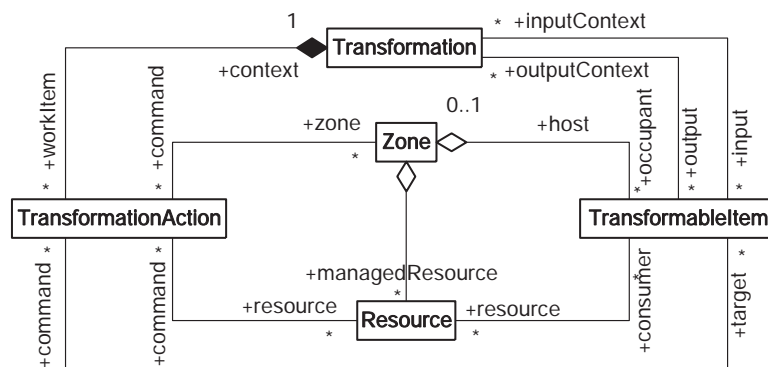 1
Transformation
* +inputContext
+context
* +outputContext
+workItem
+command
+zone
*
0..1
Zone
+host
+occupant
+output
+input
*
*
*
*
*
TransformationAction
TransformableItem
*
*
*
*
+command
+command
+managedResource
*
+consumer
+target
+resource
*
Resource
+resource
*